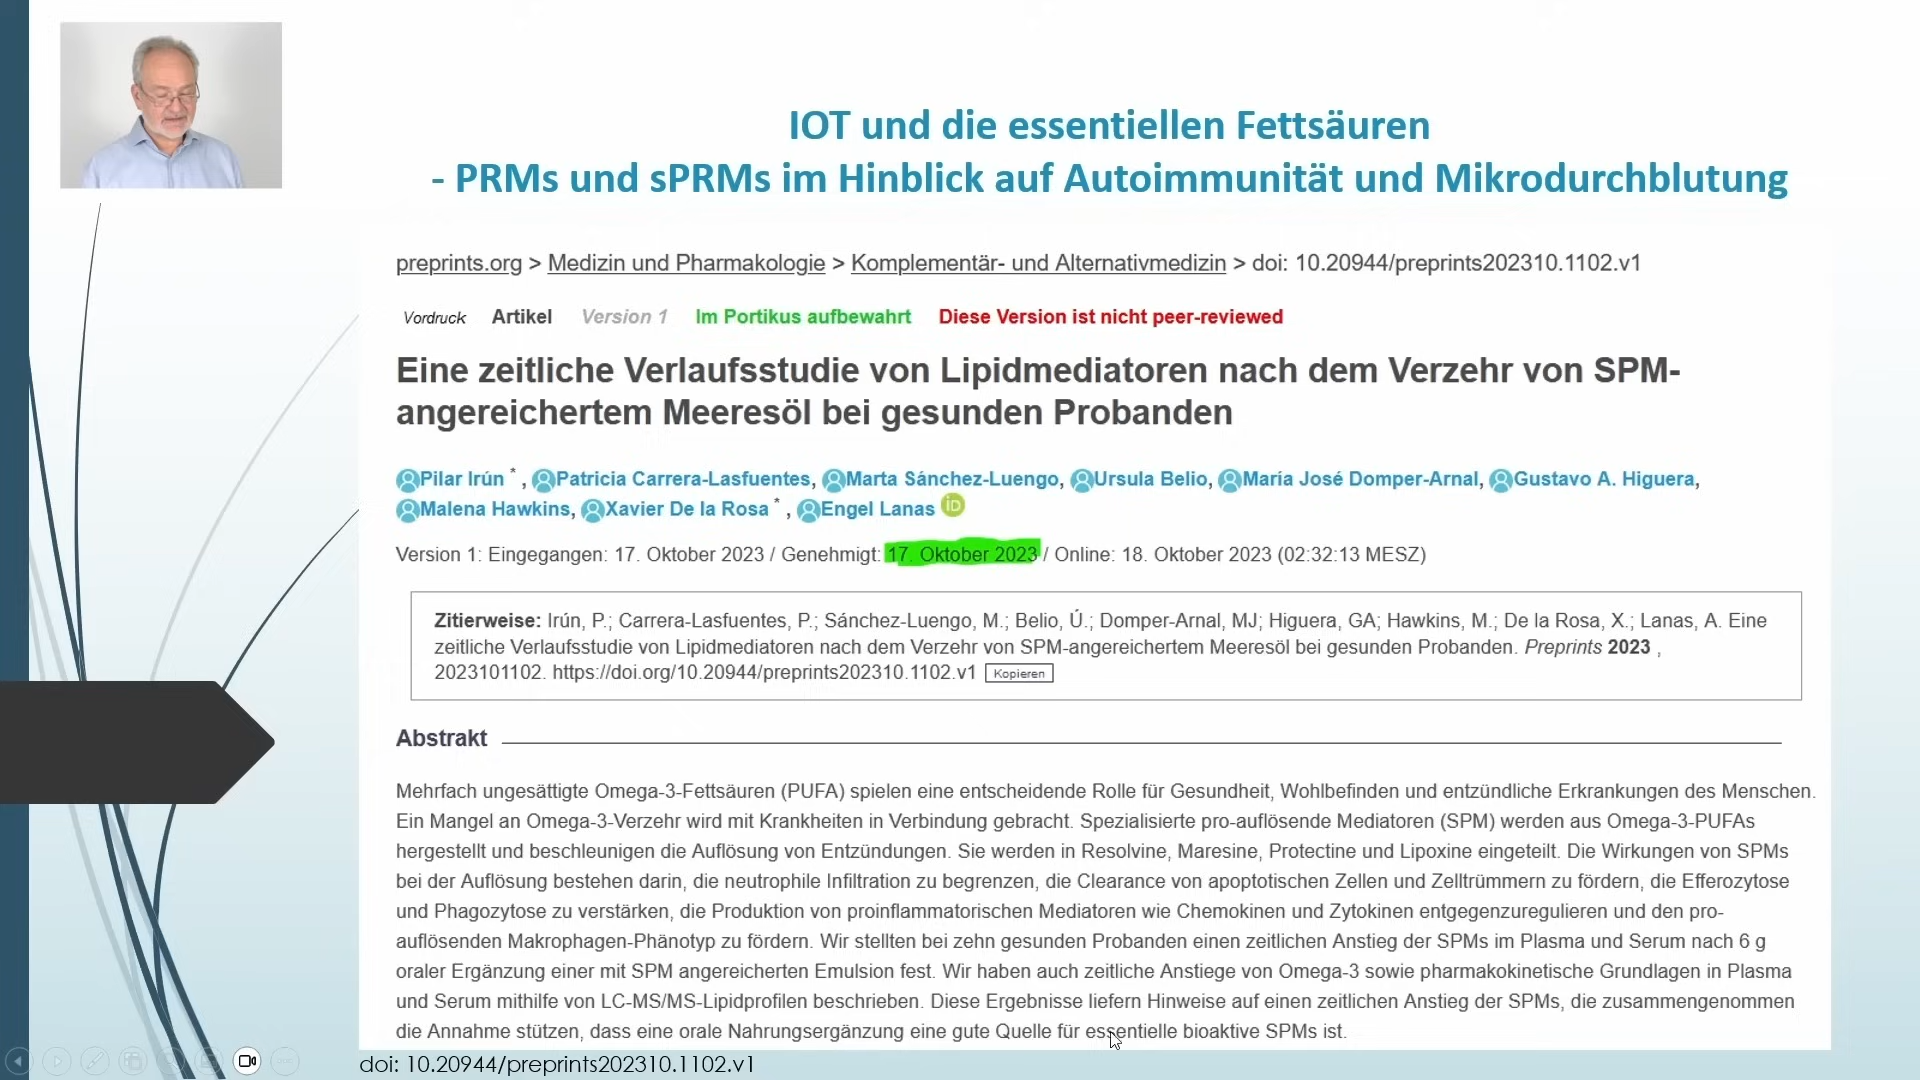 IOT und die essentiellen Fettsäuren
- PRMs und sPRMs im Hinblick auf Autoimmunität und Mikrodurchblutung
preprints.org > Medizin und Pharmakologie > Komplementär- und Alternativmedizin > doi: 10.20944/preprints202310.1102.v1
Vordruck Artikel Version 1 Im Portikus aufbewahrt Diese Version ist nicht peer-reviewed
Eine zeitliche Verlaufsstudie von Lipidmediatoren nach dem Verzehr von SPM-
angereichertem Meeresöl bei gesunden Probanden
Pilar Irún *, Patricia Carrera-Lasfuentes, Marta Sánchez-Luengo, Ursula Belio, María José Domper-Arnal, Gustavo A. Higuera,
Malena Hawkins, Xavier De la Rosa *, Engel Lanas iD
Version 1: Eingegangen: 17. Oktober 2023 / Genehmigt: 17. Oktober 2023 / Online: 18. Oktober 2023 (02:32:13 MESZ)
Zitierweise: Irún, P.; Carrera-Lasfuentes, P.; Sánchez-Luengo, M.; Belio, Ú.; Domper-Arnal, MJ; Higuera, GA; Hawkins, M.; De la Rosa, X.; Lanas, A. Eine
zeitliche Verlaufsstudie von Lipidmediatoren nach dem Verzehr von SPM-angereichertem Meeresöl bei gesunden Probanden. Preprints 2023 ,
2023101102. https://doi.org/10.20944/preprints202310.1102.v1 Kopieren
Abstrakt
Mehrfach ungesättigte Omega-3-Fettsäuren (PUFA) spielen eine entscheidende Rolle für Gesundheit, Wohlbefinden und entzündliche Erkrankungen des Menschen.
Ein Mangel an Omega-3-Verzehr wird mit Krankheiten in Verbindung gebracht. Spezialisierte pro-auflösende Mediatoren (SPM) werden aus Omega-3-PUFAs
hergestellt und beschleunigen die Auflösung von Entzündungen. Sie werden in Resolvine, Maresine, Protectine und Lipoxine eingeteilt. Die Wirkungen von SPMs
bei der Auflösung bestehen darin, die neutrophile Infiltration zu begrenzen, die Clearance von apoptotischen Zellen und Zelltrümmern zu fördern, die Efferozytose
und Phagozytose zu verstärken, die Produktion von proinflammatorischen Mediatoren wie Chemokinen und Zytokinen entgegenzuregulieren und den pro-
auflösenden Makrophagen-Phänotyp zu fördern. Wir stellten bei zehn gesunden Probanden einen zeitlichen Anstieg der SPMs im Plasma und Serum nach 6 g
oraler Ergänzung einer mit SPM angereicherten Emulsion fest. Wir haben auch zeitliche Anstiege von Omega-3 sowie pharmakokinetische Grundlagen in Plasma
und Serum mithilfe von LC-MS/MS-Lipidprofilen beschrieben. Diese Ergebnisse liefern Hinweise auf einen zeitlichen Anstieg der SPMs, die zusammengenommen
die Annahme stützen, dass eine orale Nahrungsergänzung eine gute Quelle für essentielle bioaktive SPMs ist.
doi: 10.20944/preprints202310.1102.v1